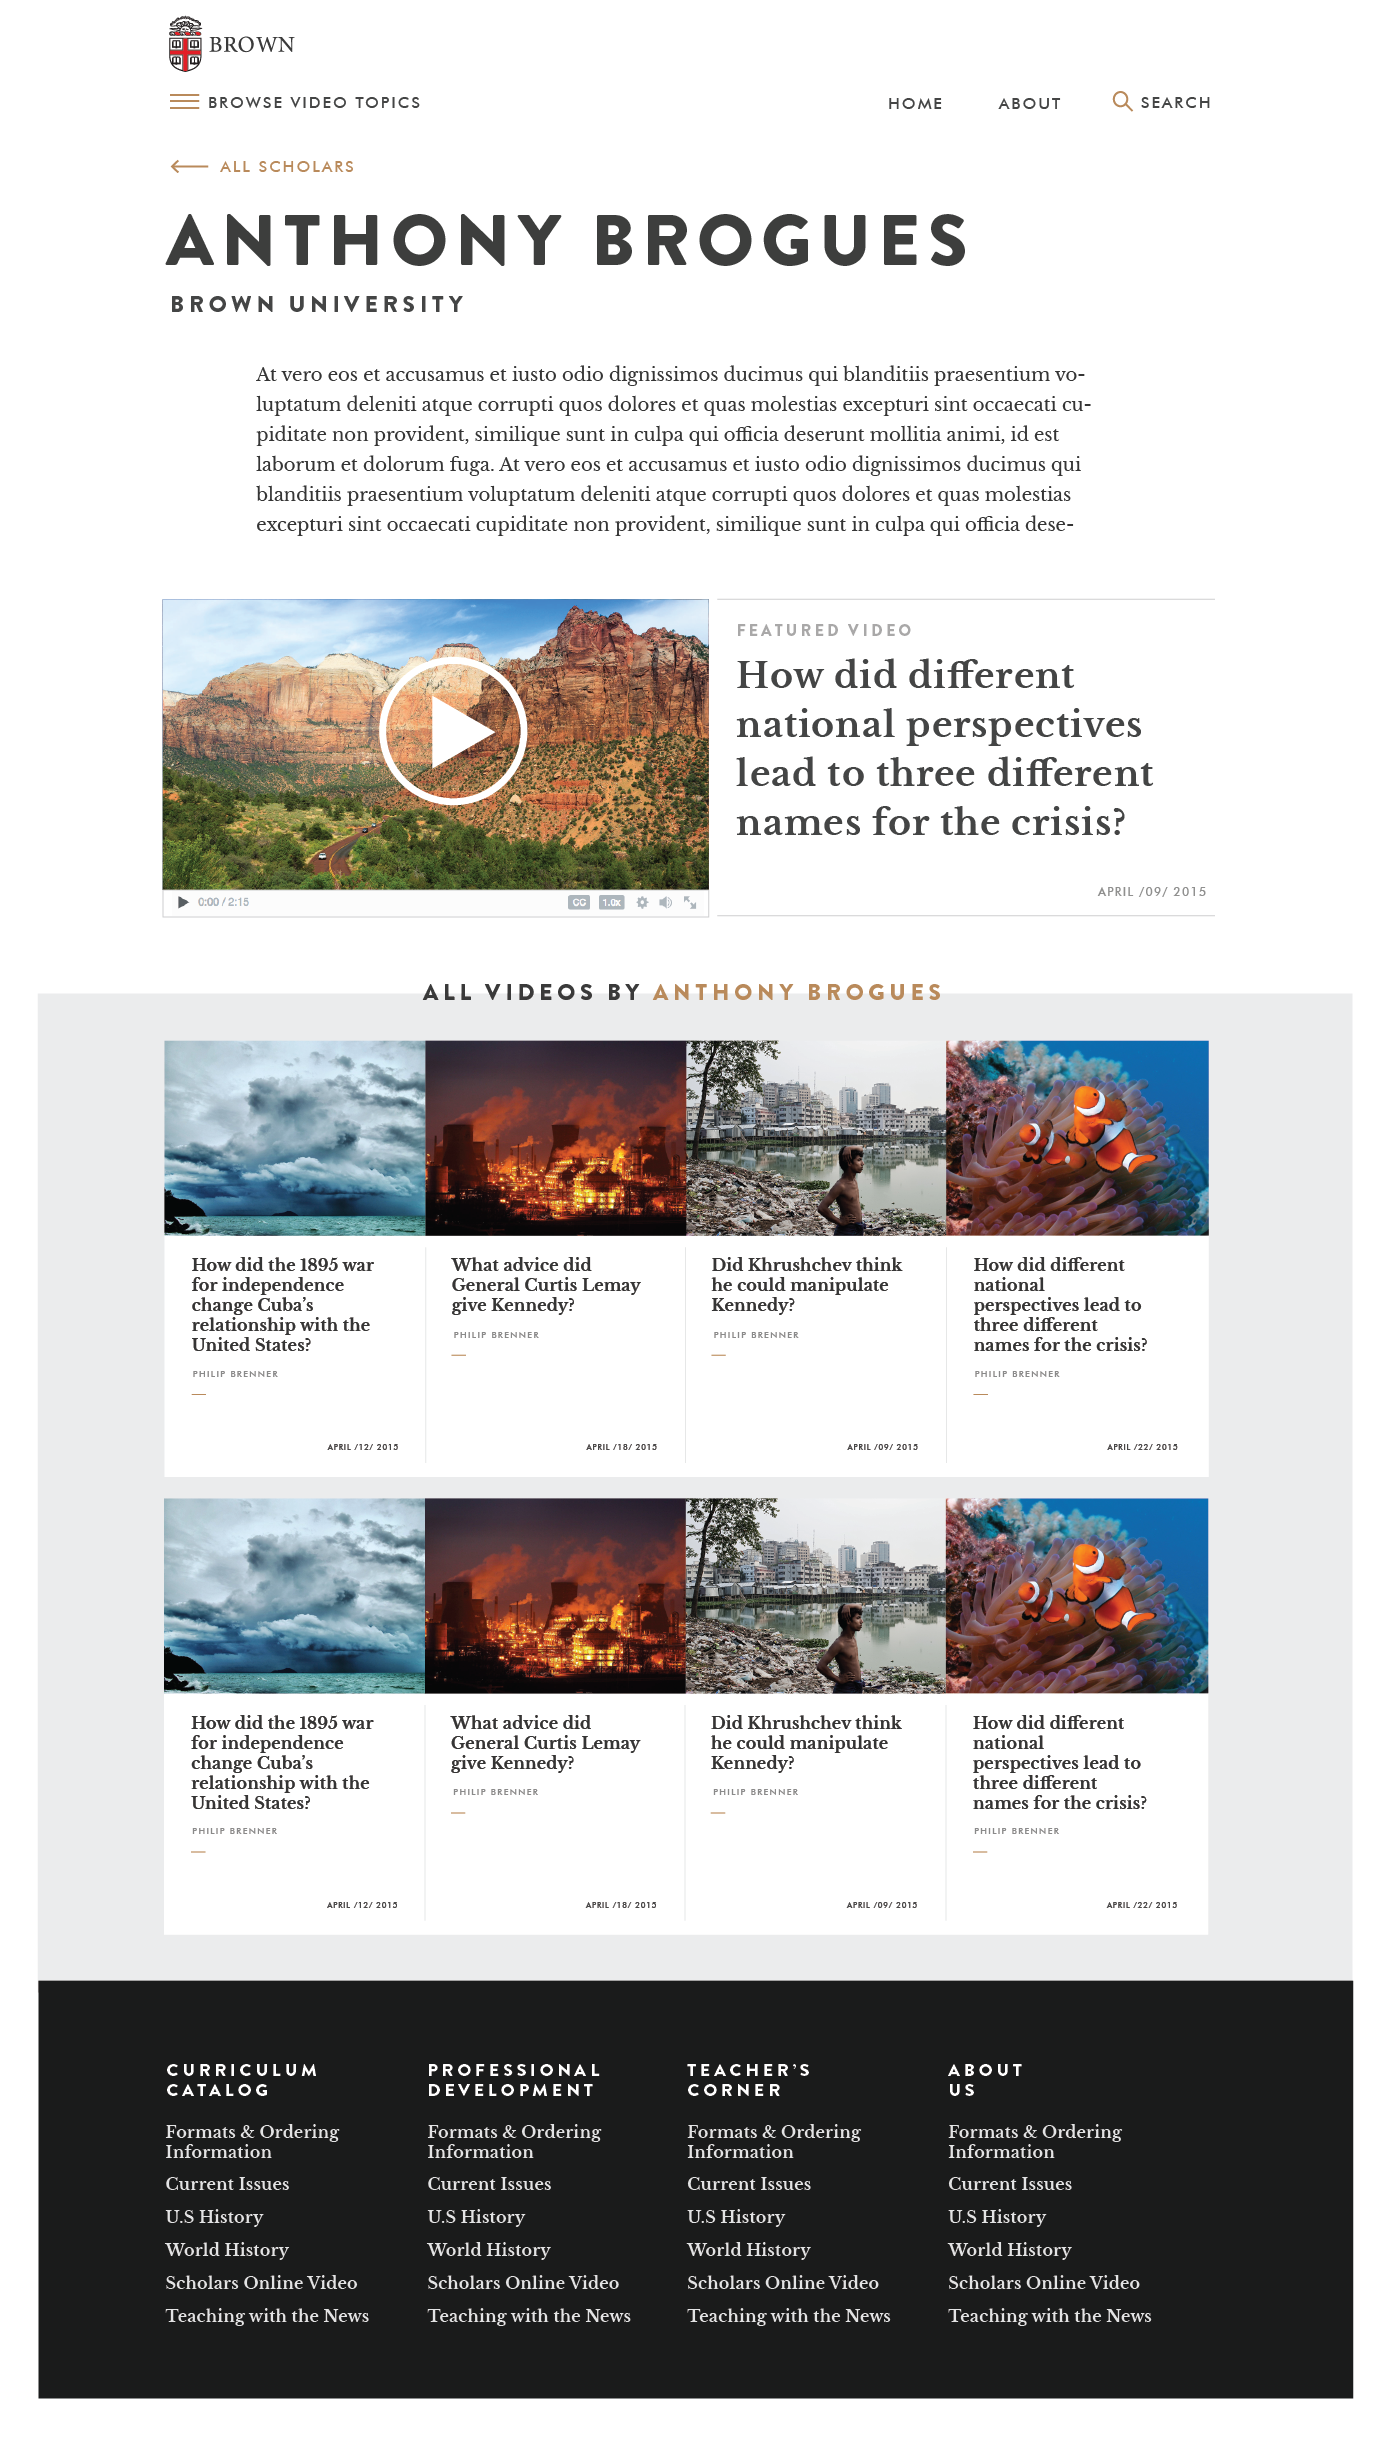 BROWN
BROWSE VIDEO TOPICS
HOME
ABOUT
SEARCH
ALL SCHOLARS
ANTHONY BROGUES
BROWN UNIVERSITY
At vero eos et accusamus et iusto odio dignissimos ducimus qui blanditiis praesentium vo-
luptatum deleniti atque corrupti quos dolores et quas molestias excepturi sint occaecati cu-
piditate non provident, similique sunt in culpa qui officia deserunt mollitia animi, id est
laborum et dolorum fuga. At vero eos et accusamus et iusto odio dignissimos ducimus qui
blanditiis praesentium voluptatum deleniti atque corrupti quos dolores et quas molestias
excepturi sint occaecati cupiditate non provident, similique sunt in culpa qui officia dese-
0:00 / 2:15
CC
1.0x
FEATURED VIDEO
How did different
national perspectives
lead to three different
names for the crisis?
APRIL /09/ 2015
ALL VIDEOS BY ANTHONY BROGUES
How did the 1895 war
for independence
change Cuba’s
relationship with the
United States?
PHILIP BRENNER
APRIL /12/ 2015
What advice did
General Curtis Lemay
give Kennedy?
PHILIP BRENNER
APRIL /18/ 2015
Did Khrushchev think
he could manipulate
Kennedy?
PHILIP BRENNER
APRIL /09/ 2015
How did different
national
perspectives lead to
three different
names for the crisis?
PHILIP BRENNER
APRIL /22/ 2015
How did the 1895 war
for independence
change Cuba’s
relationship with the
United States?
PHILIP BRENNER
APRIL /12/ 2015
What advice did
General Curtis Lemay
give Kennedy?
PHILIP BRENNER
APRIL /18/ 2015
Did Khrushchev think
he could manipulate
Kennedy?
PHILIP BRENNER
APRIL /09/ 2015
How did different
national
perspectives lead to
three different
names for the crisis?
PHILIP BRENNER
APRIL /22/ 2015
CURRICULUM
CATALOG
Formats & Ordering
Information
Current Issues
U.S History
World History
Scholars Online Video
Teaching with the News
PROFESSIONAL
DEVELOPMENT
Formats & Ordering
Information
Current Issues
U.S History
World History
Scholars Online Video
Teaching with the News
TEACHER’S
CORNER
Formats & Ordering
Information
Current Issues
U.S History
World History
Scholars Online Video
Teaching with the News
ABOUT
US
Formats & Ordering
Information
Current Issues
U.S History
World History
Scholars Online Video
Teaching with the News